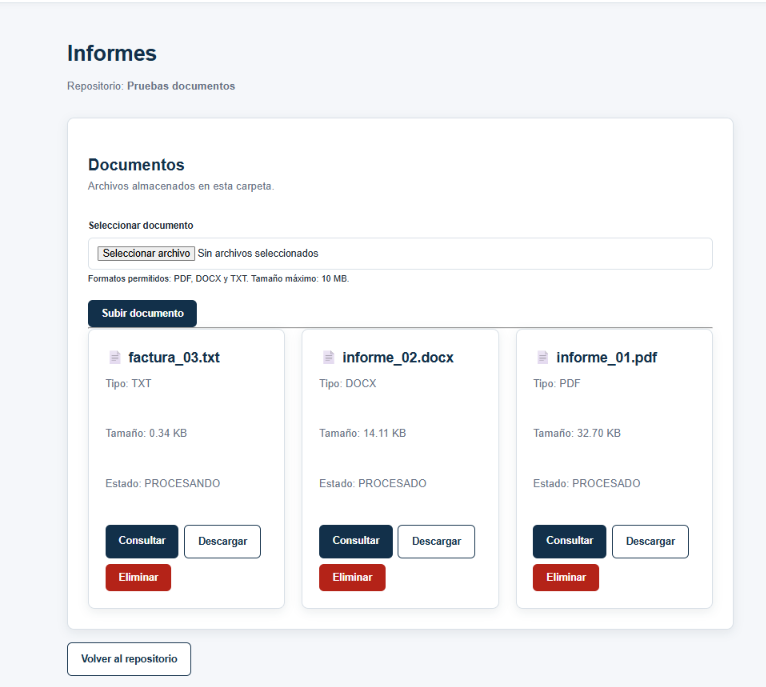 Informes
Repositorio: Pruebas documentos
Documentos
Archivos almacenados en esta carpeta.
Seleccionar documento
Seleccionar archivo Sin archivos seleccionados
Formatos permitidos: PDF, DOCX y TXT. Tamaño máximo: 10 MB.
Subir documento
factura_03.txt
Tipo: TXT
Tamaño: 0.34 KB
Estado: PROCESANDO
Consultar Descargar
Eliminar
informe_02.docx
Tipo: DOCX
Tamaño: 14.11 KB
Estado: PROCESADO
Consultar Descargar
Eliminar
informe_01.pdf
Tipo: PDF
Tamaño: 32.70 KB
Estado: PROCESADO
Consultar Descargar
Eliminar
Volver al repositorio